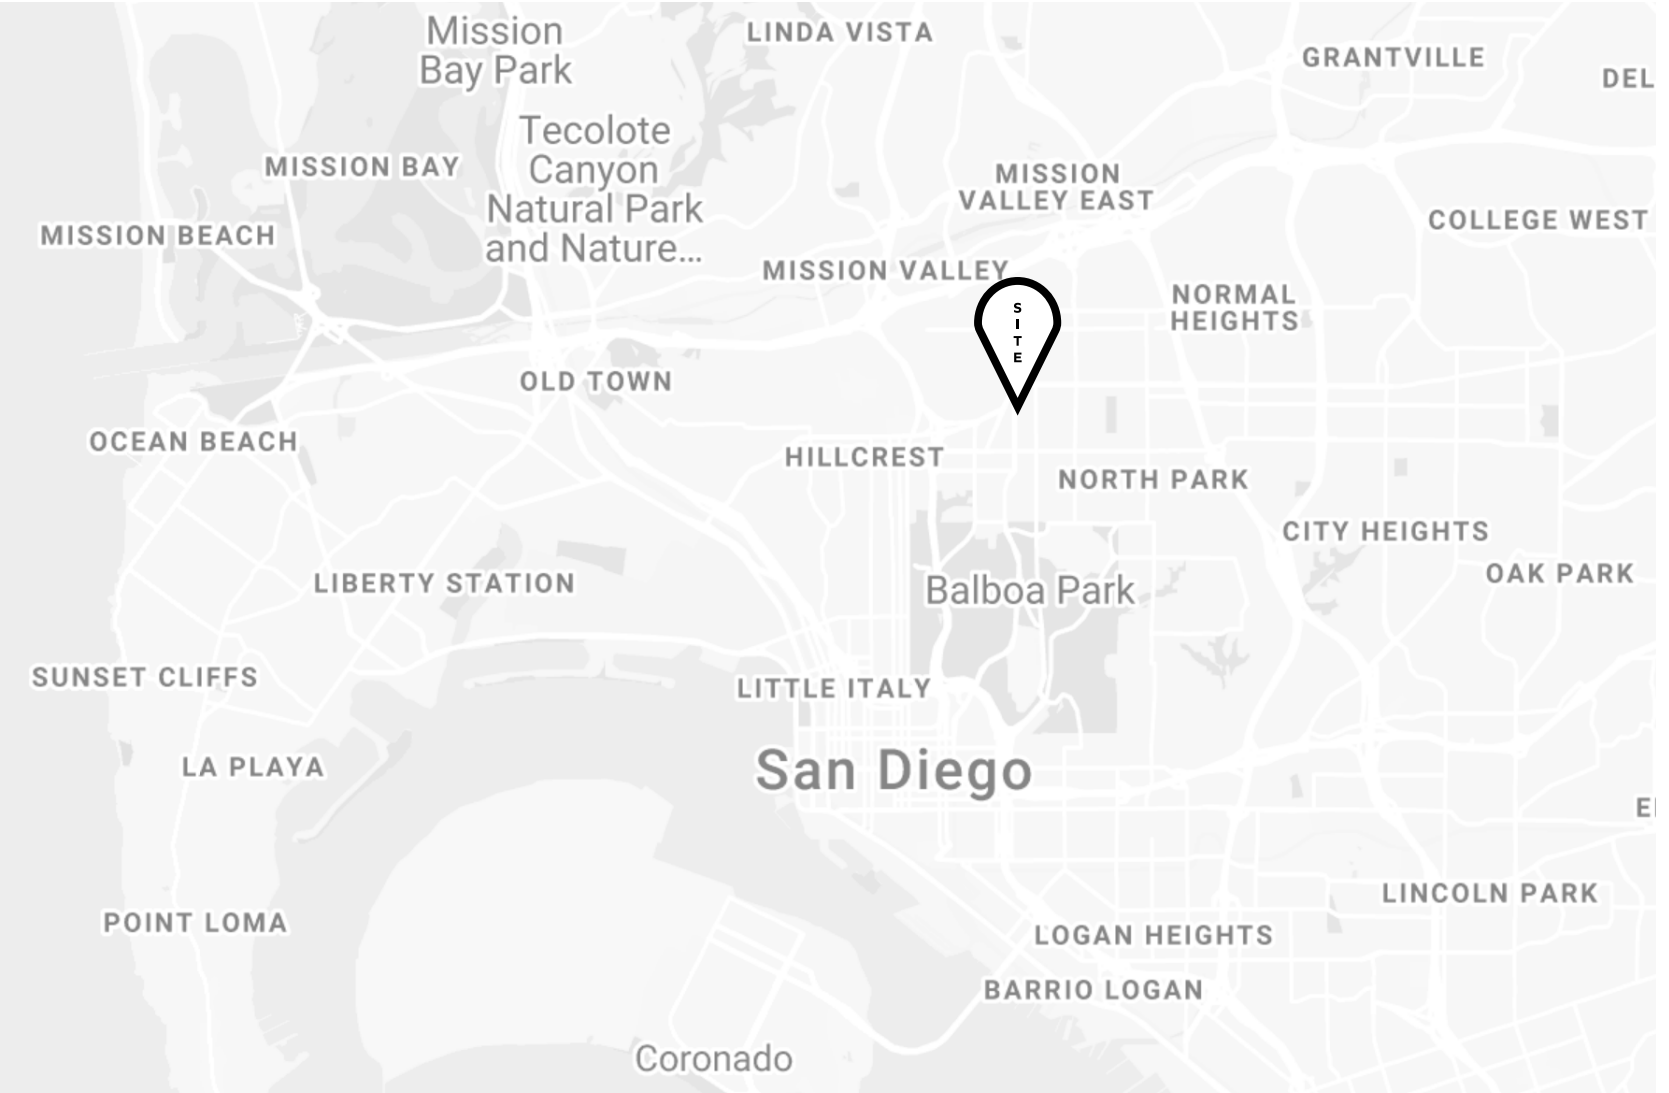 Mission
Bay Park
LINDA VISTA
GRANTVILLE
DEL
Tecolote
Canyon
Natural Park
and Nature...
MISSION BAY
MISSION
VALLEY EAST
COLLEGE WEST
MISSION BEACH
MISSION VALLEY
NORMAL
HEIGHTS
S
I
T
E
OLD TOWN
OCEAN BEACH
HILLCREST
NORTH PARK
CITY HEIGHTS
OAK PARK
LIBERTY STATION
Balboa Park
SUNSET CLIFFS
LITTLE ITALY
LA PLAYA
San Diego
LINCOLN PARK
POINT LOMA
LOGAN HEIGHTS
BARRIO LOGAN
Coronado